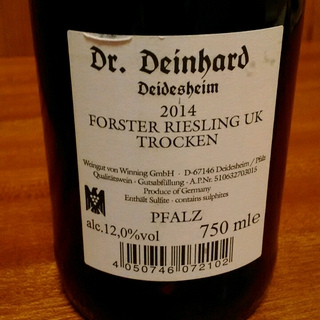 Dr. Deinhard
Deidesheim
2014
FORSTER RIESLING UK
TROCKEN
Weingut von Winning GmbH · D-67146 Deidesheim / Pfalz
Qualitätswein - Gutsabfüllung - A.P.Nr. 510632703015
Produce of Germany
Enthält Sulfite - contains sulphites
PFALZ
alc.12,0%vol 750 mle
4 050746 072102